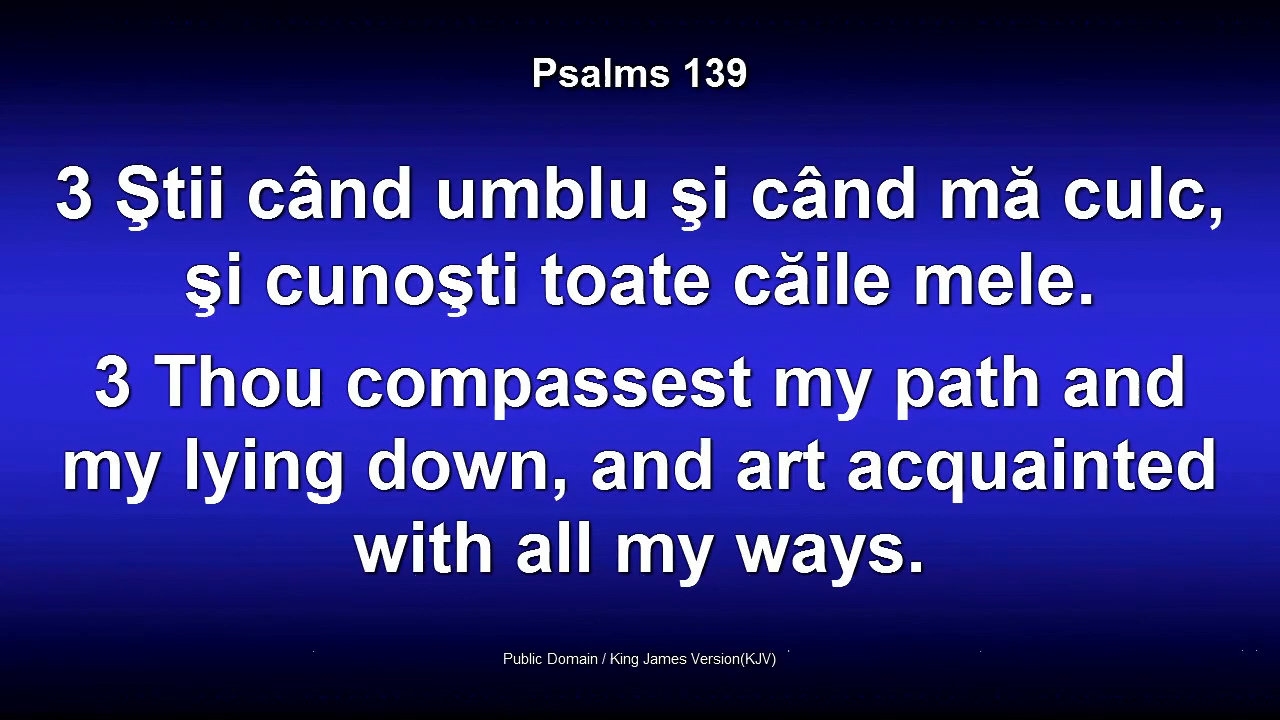 Psalms 139
3 Ştii când umblu şi când mă culc,
şi cunoşti toate căile mele.
3 Thou compassest my path and
my lying down, and art acquainted
with all my ways.
Public Domain / King James Version(KJV)